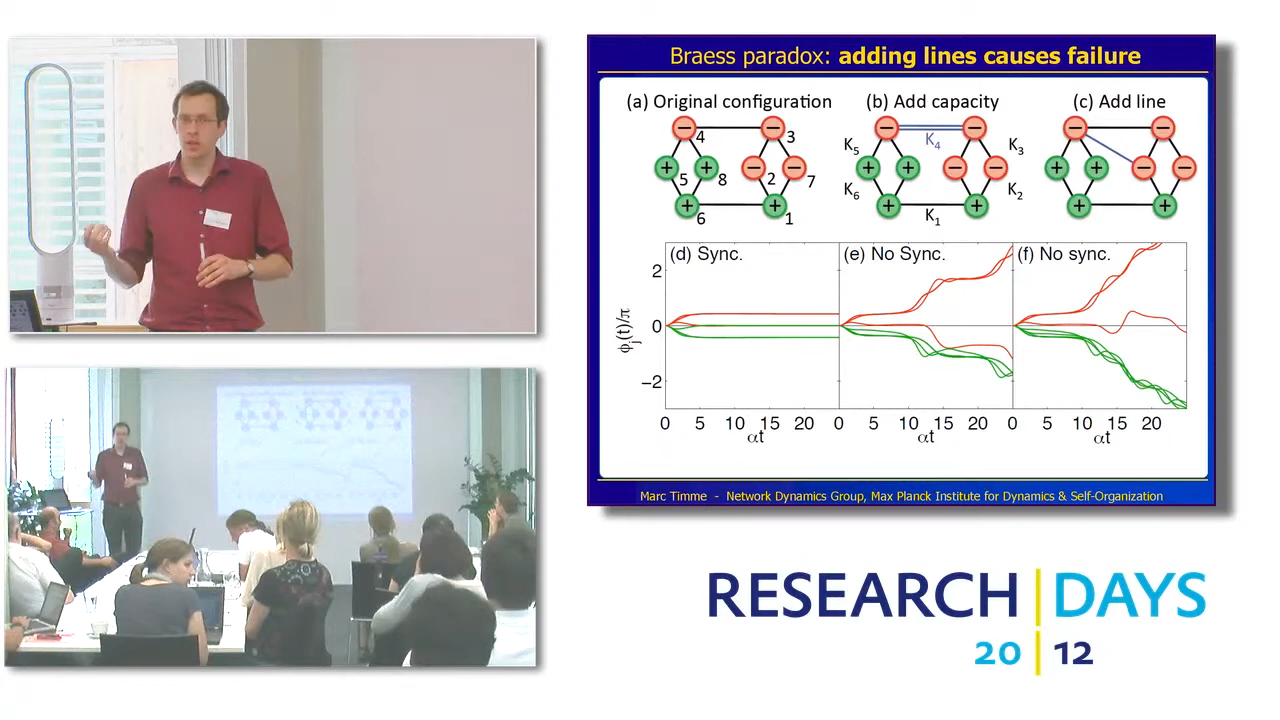 Braess paradox: adding lines causes failure
(a) Original configuration
(b) Add capacity
(c) Add line
4
3
5
8
2
7
6
1
K5
K4
K3
K6
K2
K1
(d) Sync.
(e) No Sync.
(f) No sync.
ϕj(t)/π
2
0
−2
0 5 10 15 20 0 5 10 15 20 0 5 10 15 20
αt αt αt
Marc Timme - Network Dynamics Group, Max Planck Institute for Dynamics & Self-Organization
RESEARCH DAYS
20 12